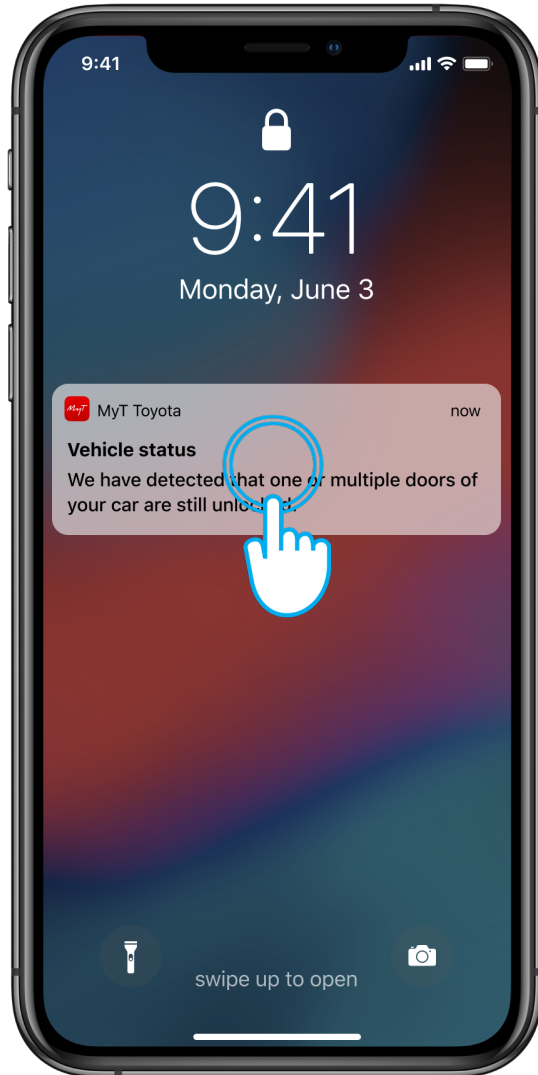 9:41
9:41
Monday, June 3
MyT
MyT Toyota
now
Vehicle status
We have detected that one or multiple doors of
your car are still unlocked.
swipe up to open